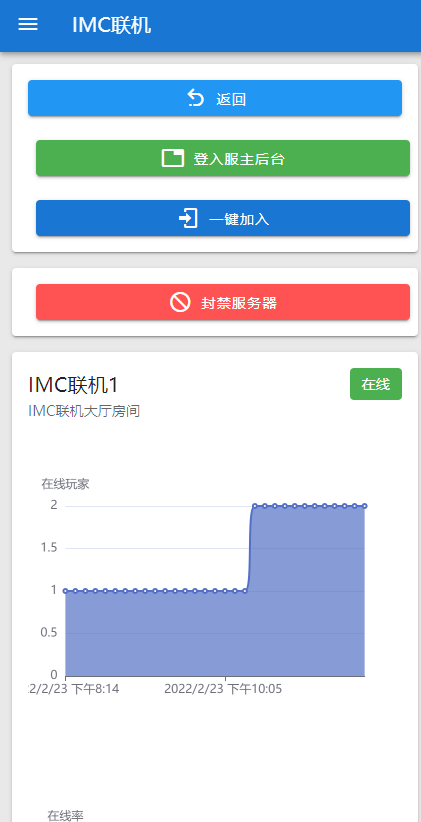 IMC联机
返回
登入服主后台
一键加入
封禁服务器
IMC联机1
在线
IMC联机大厅房间
在线玩家
2
1.5
1
0.5
0
2/2/23 下午8:14
2022/2/23 下午10:05
在线率